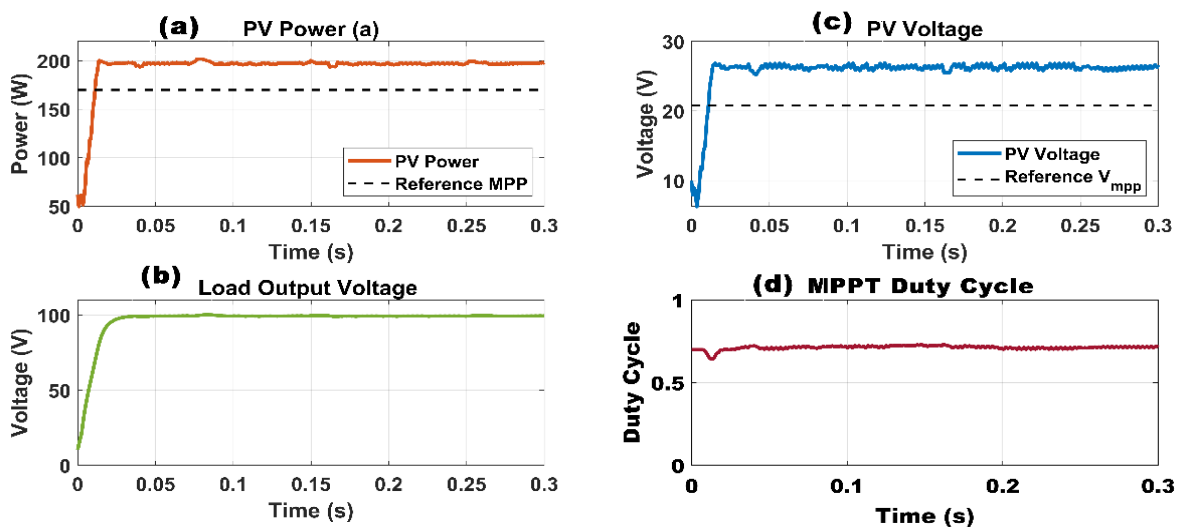 (a) PV Power (a)
Power (W)
200
150
100
50
PV Power
Reference MPP
0 0.05 0.1 0.15 0.2 0.25 0.3
Time (s)
(c) PV Voltage
Voltage (V)
30
20
10
PV Voltage
Reference Vmpp
0 0.05 0.1 0.15 0.2 0.25 0.3
Time (s)
(b) Load Output Voltage
Voltage (V)
100
50
0
0 0.05 0.1 0.15 0.2 0.25 0.3
Time (s)
(d) MPPT Duty Cycle
Duty Cycle
1
0.5
0
0 0.1 0.2 0.3
Time (s)